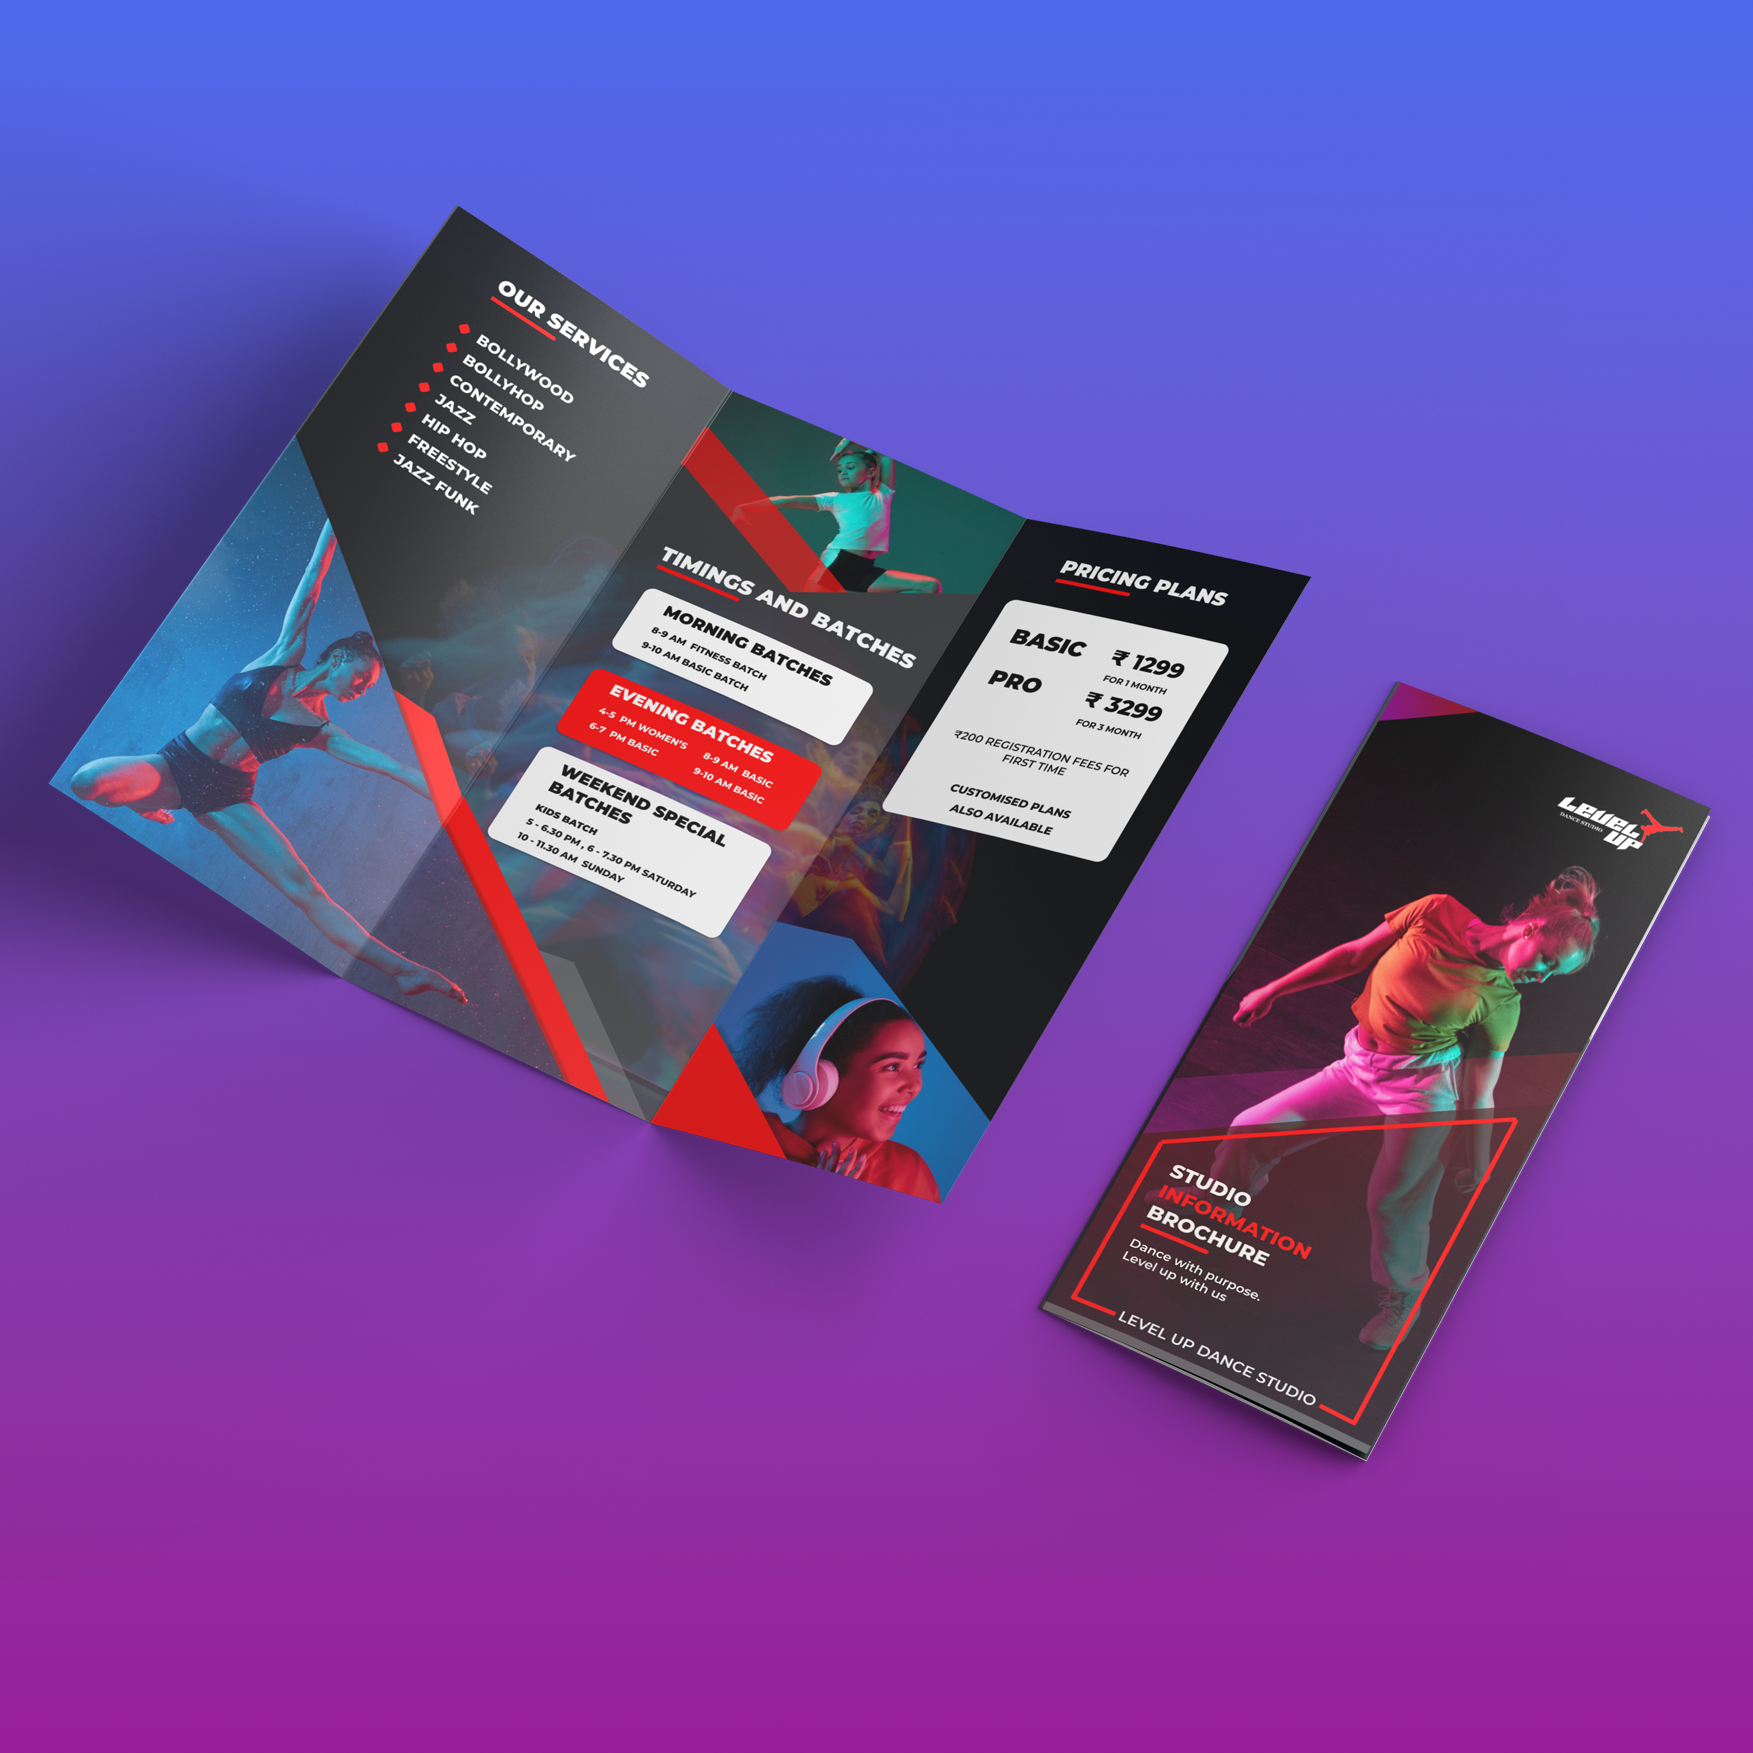 OUR SERVICES
BOLLYWOOD
BOLLYHOP
CONTEMPORARY
JAZZ
HIP HOP
FREESTYLE
JAZZ FUNK
TIMINGS AND BATCHES
MORNING BATCHES
8-9 AM FITNESS BATCH
9-10 AM BASIC BATCH
EVENING BATCHES
4-5 PM WOMEN'S
6-7 PM BASIC
8-9 AM BASIC
9-10 AM BASIC
WEEKEND SPECIAL
BATCHES
KIDS BATCH
5 - 6.30 PM , 6 - 7.30 PM SATURDAY
10 - 11.30 AM SUNDAY
PRICING PLANS
BASIC ₹ 1299
FOR 1 MONTH
PRO ₹ 3299
FOR 3 MONTH
₹200 REGISTRATION FEES FOR
FIRST TIME
CUSTOMISED PLANS
ALSO AVAILABLE
LEVEL
UP
DANCE STUDIO
STUDIO
INFORMATION
BROCHURE
Dance with purpose.
Level up with us
LEVEL UP DANCE STUDIO